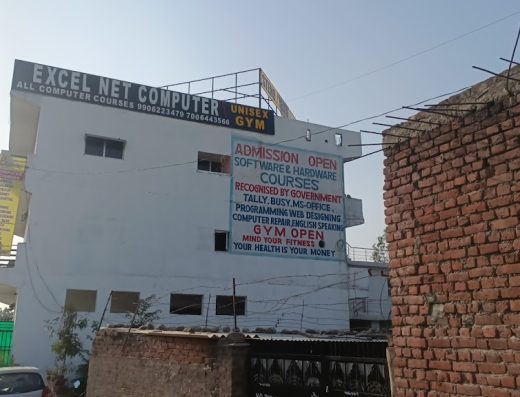 EXCEL NET COMPUTER
ALL COMPUTER COURSES 9906223479 7006443566
UNISEX
GYM
ADMISSION OPEN
SOFTWARE & HARDWARE
COURSES
RECOGNISED BY GOVERNMENT
TALLY, BUSY, MS-OFFICE,
PROGRAMMING WEB DESIGNING
COMPUTER REPAIR, ENGLISH SPEAKING
GYM OPEN
MIND YOUR FITNESS
YOUR HEALTH IS YOUR MONEY